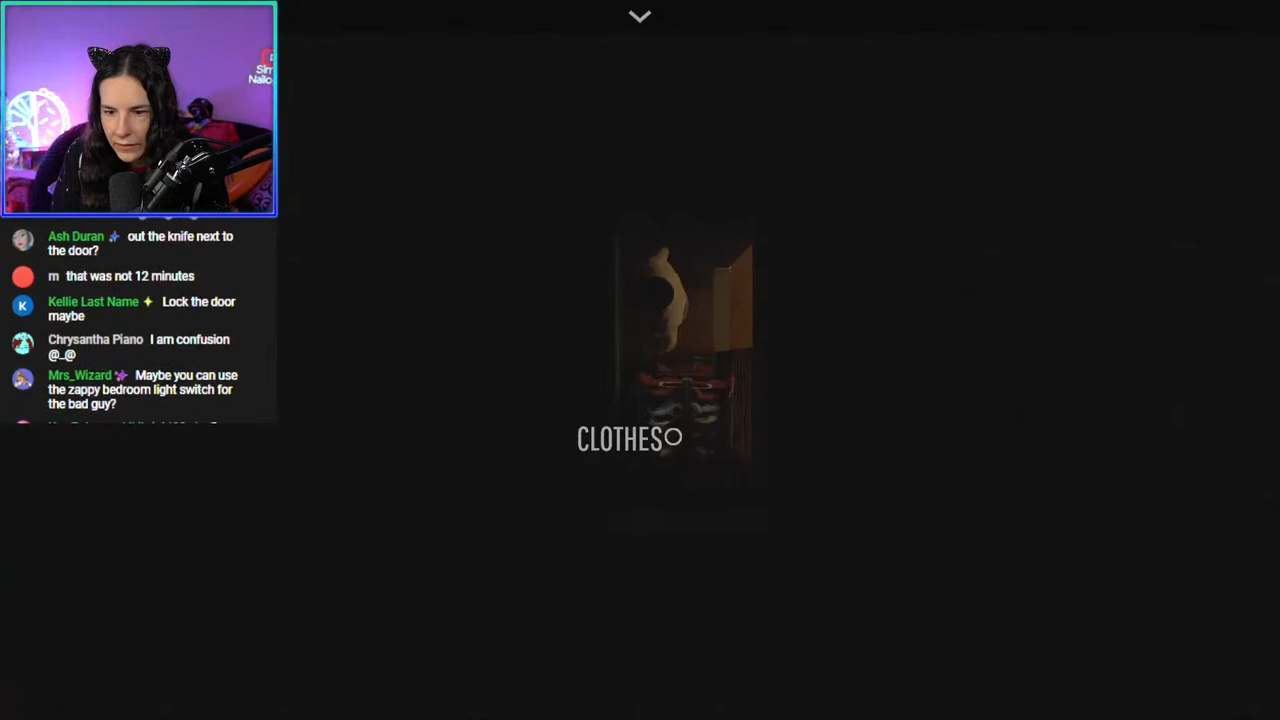 Ash Duran out the knife next to
the door?
m that was not 12 minutes
Kellie Last Name Lock the door
maybe
Chrysantha Piano I am confusion
@_@
Mrs_Wizard Maybe you can use
the zappy bedroom light switch for
the bad guy?
K
CLOTHES